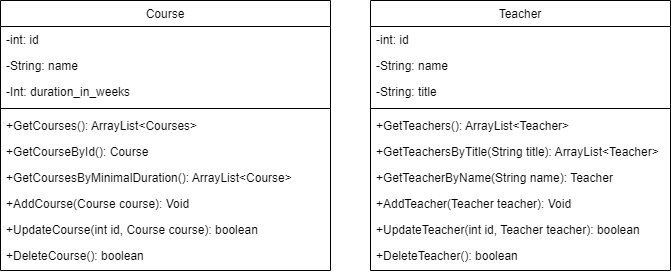 Course
-int: id
-String: name
-Int: duration_in_weeks
+GetCourses(): ArrayList<Courses>
+GetCourseById(): Course
+GetCoursesByMinimalDuration(): ArrayList<Course>
+AddCourse(Course course): Void
+UpdateCourse(int id, Course course): boolean
+DeleteCourse(): boolean
Teacher
-int: id
-String: name
-String: title
+GetTeachers(): ArrayList<Teacher>
+GetTeachersByTitle(String title): ArrayList<Teacher>
+GetTeacherByName(String name): Teacher
+AddTeacher(Teacher teacher): Void
+UpdateTeacher(int id, Teacher teacher): boolean
+DeleteTeacher(): boolean